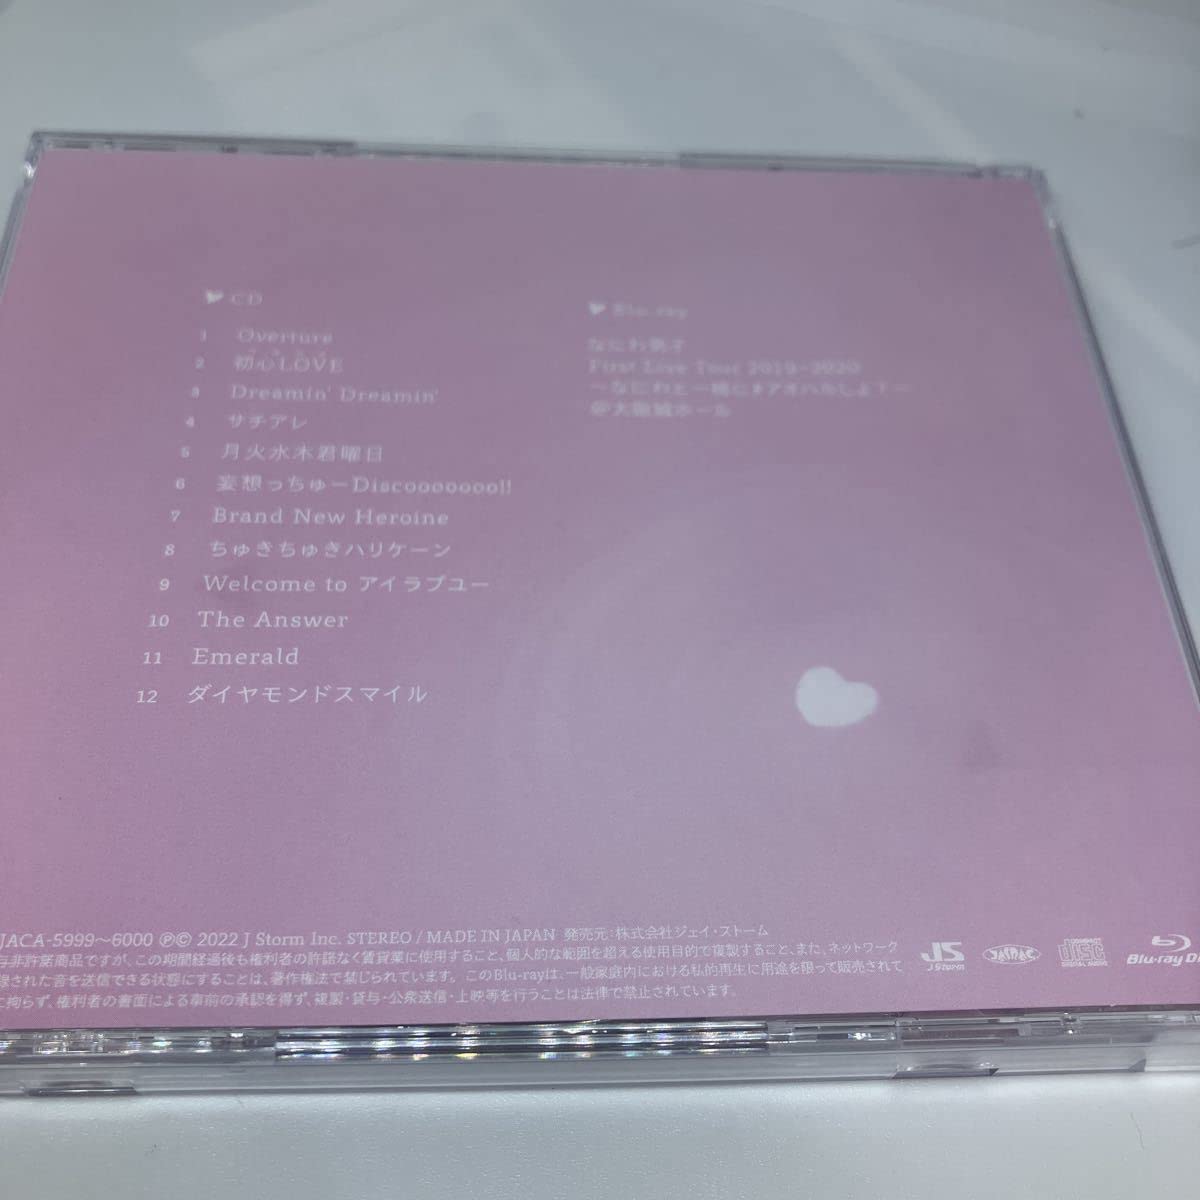 CD
1 Overture
2 初心LOVE
3 Dreamin' Dreamin'
4 サチアレ
5 月火水木君曜日
6 妄想っちゅーDiscooooooo!!
7 Brand New Heroine
8 ちゅきちゅきハリケーン
9 Welcome to アイラブユー
10 The Answer
11 Emerald
12 ダイヤモンドスマイル
Blu-ray
なにわ男子
First Live Tour 2019~2020
～なにわと一緒に#アオハルしよ？～
@大阪城ホール
JACA-5999～6000 ℗© 2022 J Storm Inc. STEREO / MADE IN JAPAN 発売元：株式会社ジェイ・ストーム
与非許諾商品ですが、この期間経過後も権利者の許諾なく賃貸業に使用すること、個人的な範囲を超える使用目的で複製すること、また、ネットワーク
録された音を送信できる状態にすることは、著作権法で禁じられています。このBlu-rayは、一般家庭内における私的再生に用途を限って販売されて
に拘らず、権利者の書面による事前の承認を得ず、複製・貸与・公衆送信・上映等を行うことは法律で禁止されています。
JS
J Storm
JASRAC
COMPACT disc
DIGITAL AUDIO
Blu-ray Di